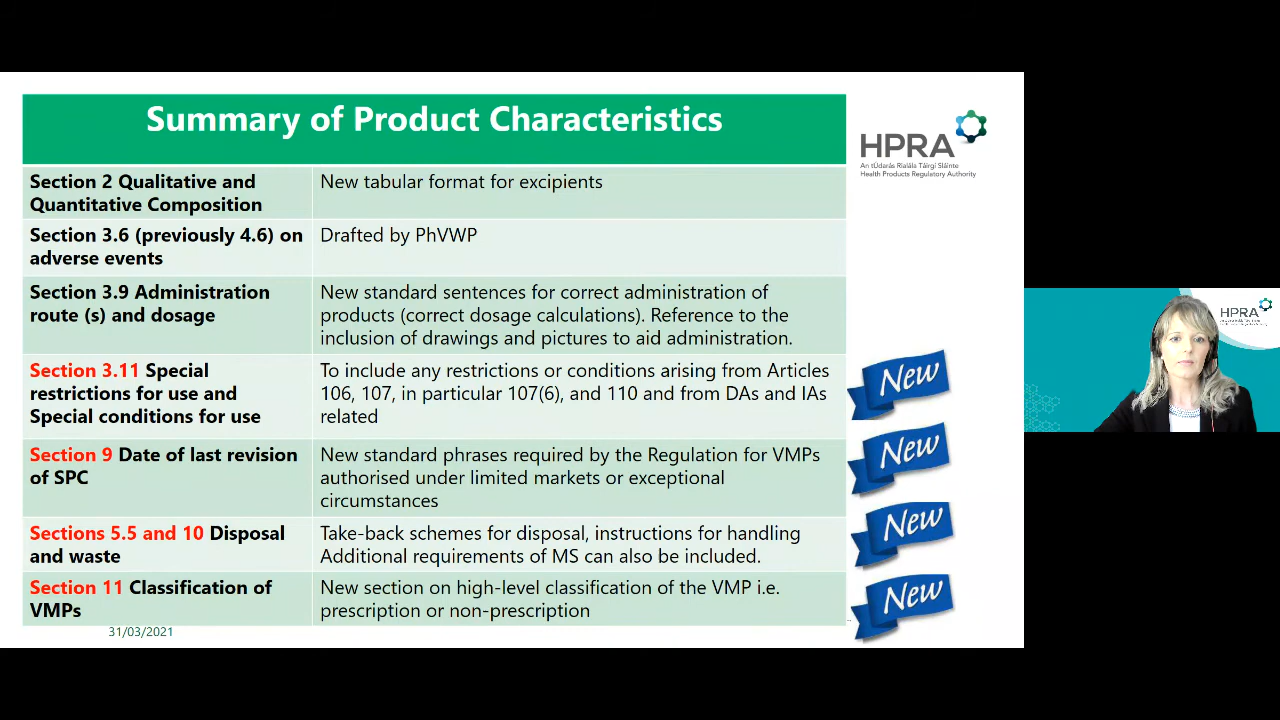 Summary of Product Characteristics
HPRA
An tÚdarás Rialála Táirgí Sláinte
Health Products Regulatory Authority
Section 2 Qualitative and
Quantitative Composition
New tabular format for excipients
Section 3.6 (previously 4.6) on
adverse events
Drafted by PhVWP
Section 3.9 Administration
route (s) and dosage
New standard sentences for correct administration of
products (correct dosage calculations). Reference to the
inclusion of drawings and pictures to aid administration.
Section 3.11 Special
restrictions for use and
Special conditions for use
To include any restrictions or conditions arising from Articles
106, 107, in particular 107(6), and 110 and from DAs and IAs
related
New
Section 9 Date of last revision
of SPC
New standard phrases required by the Regulation for VMPs
authorised under limited markets or exceptional
circumstances
New
Sections 5.5 and 10 Disposal
and waste
Take-back schemes for disposal, instructions for handling
Additional requirements of MS can also be included.
New
Section 11 Classification of
VMPs
New section on high-level classification of the VMP i.e.
prescription or non-prescription
New
31/03/2021
HPRA